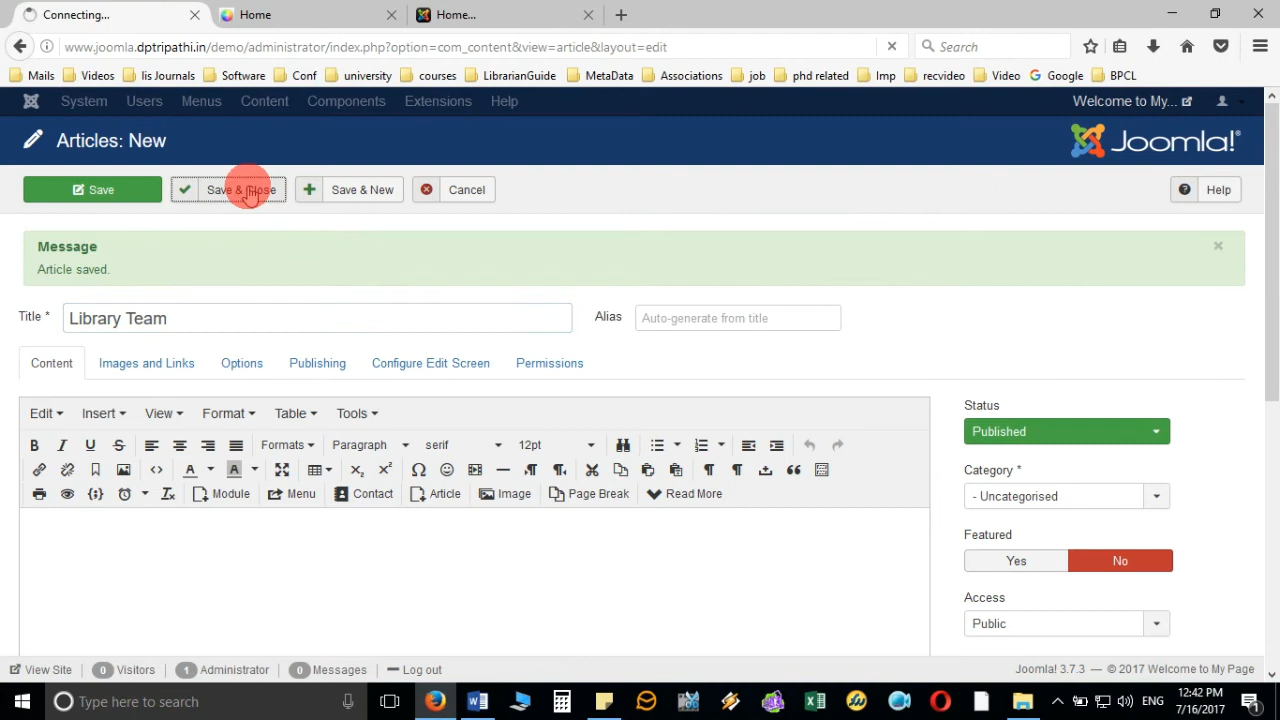 Connecting...
Home
Home...
www.joomla.dptripathi.in/demo/administrator/index.php?option=com_content&view=article&layout=edit
Search
Mails Videos lis Journals Software Conf university courses LibrarianGuide MetaData Associations job phd related Imp recvideo Video Google BPCL
System Users Menus Content Components Extensions Help
Welcome to My...
Articles: New
Joomla!
Save
Save & Close
Save & New
Cancel
Help
Message
Article saved.
Title *
Library Team
Alias
Auto-generate from title
Content Images and Links Options Publishing Configure Edit Screen Permissions
Edit Insert View Format Table Tools
Formats Paragraph serif 12pt
Module Menu Contact Article Image Page Break Read More
Status
Published
Category *
- Uncategorised
Featured
Yes No
Access
Public
View Site 0 Visitors 1 Administrator 0 Messages Log out
Joomla! 3.7.3 — © 2017 Welcome to My Page
Type here to search
ENG
12:42 PM
7/16/2017